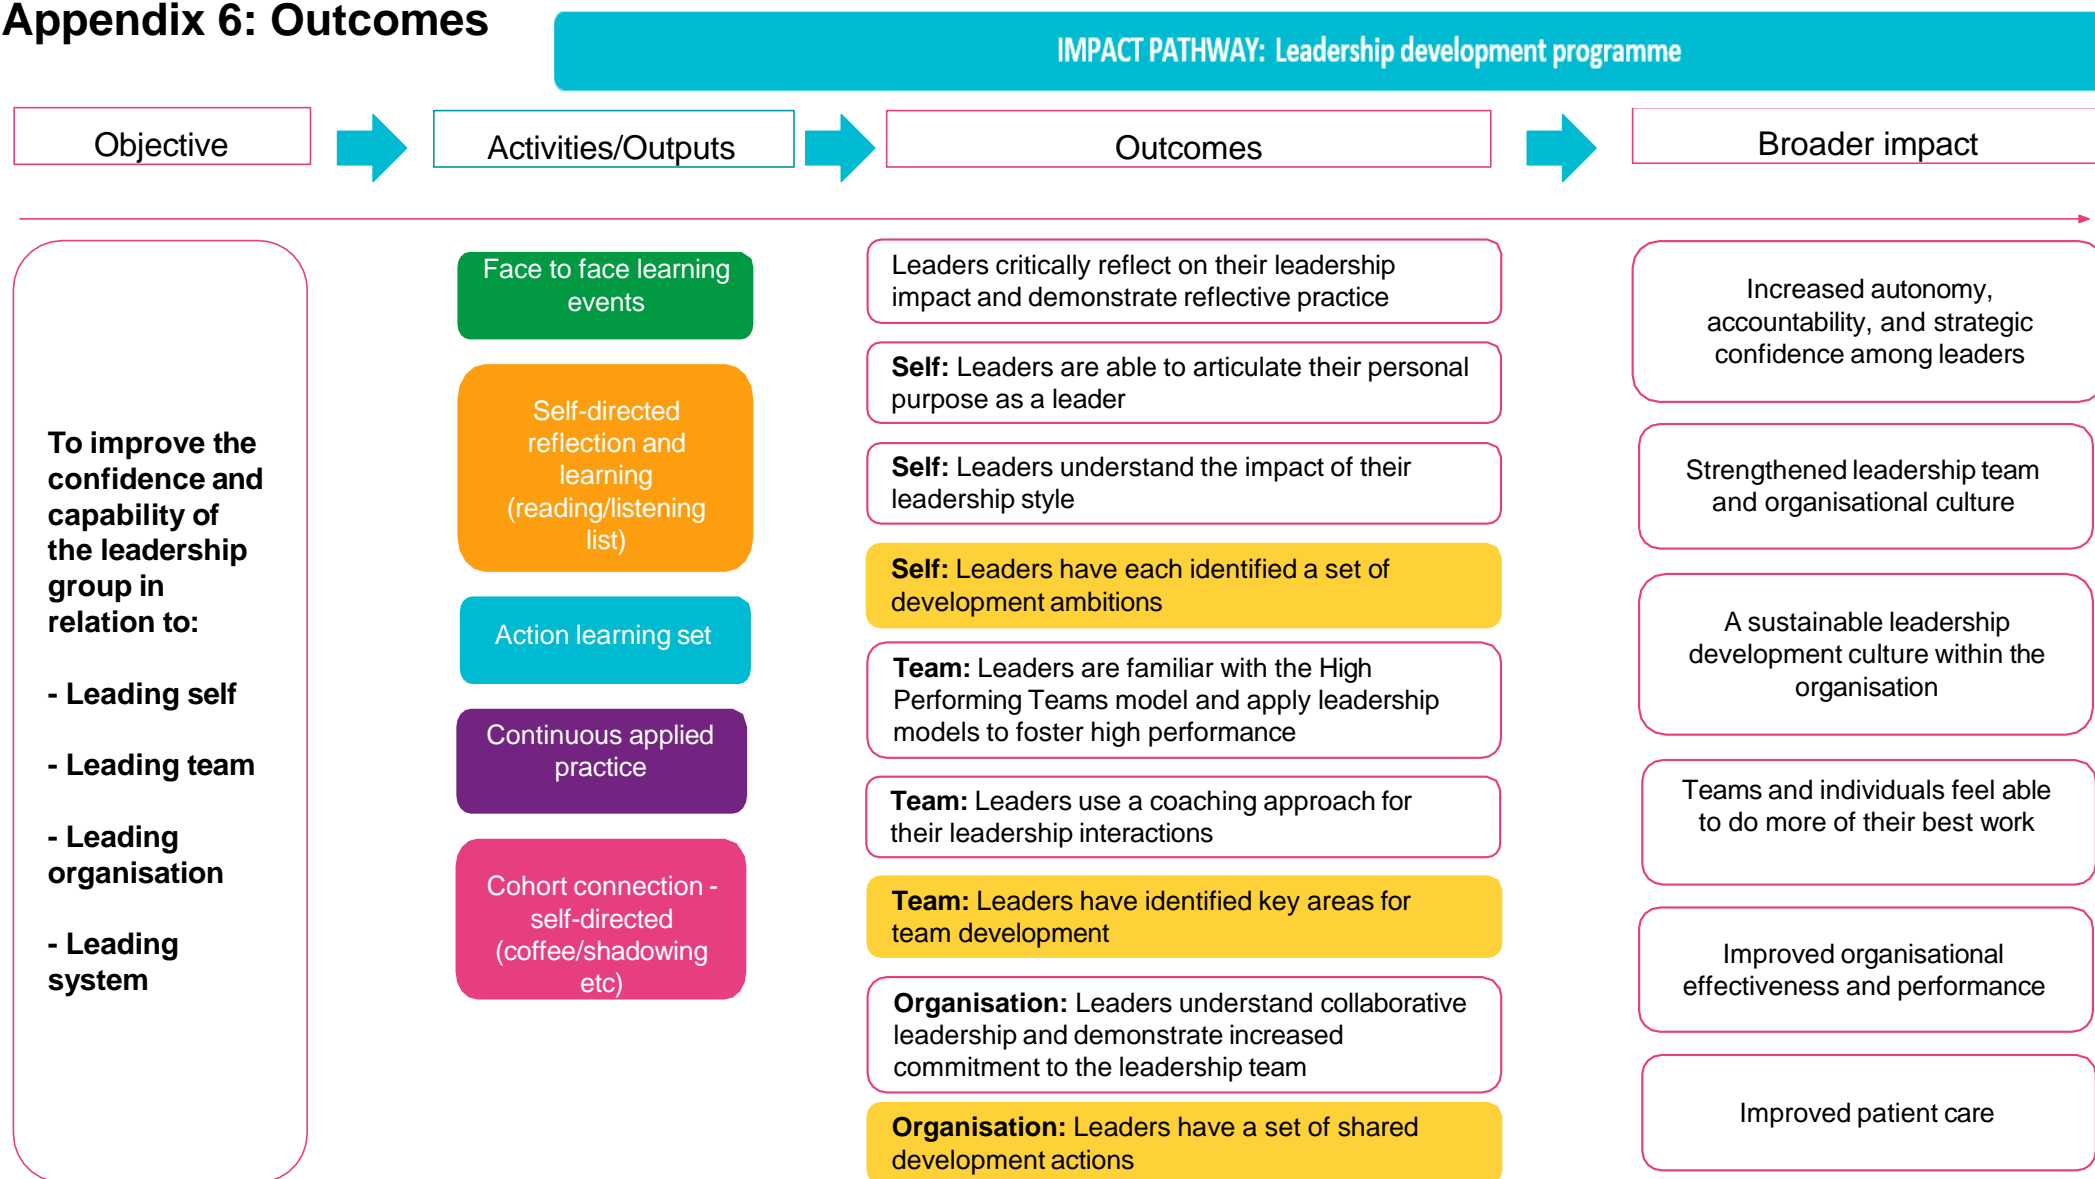 Appendix 6: Outcomes
IMPACT PATHWAY: Leadership development programme
Objective
Activities/Outputs
Outcomes
Broader impact
To improve the
confidence and
capability of
the leadership
group in
relation to:
- Leading self
- Leading team
- Leading
organisation
- Leading
system
Face to face learning
events
Self-directed
reflection and
learning
(reading/listening
list)
Action learning set
Continuous applied
practice
Cohort connection -
self-directed
(coffee/shadowing
etc)
Leaders critically reflect on their leadership
impact and demonstrate reflective practice
Self: Leaders are able to articulate their personal
purpose as a leader
Self: Leaders understand the impact of their
leadership style
Self: Leaders have each identified a set of
development ambitions
Team: Leaders are familiar with the High
Performing Teams model and apply leadership
models to foster high performance
Team: Leaders use a coaching approach for
their leadership interactions
Team: Leaders have identified key areas for
team development
Organisation: Leaders understand collaborative
leadership and demonstrate increased
commitment to the leadership team
Organisation: Leaders have a set of shared
development actions
Increased autonomy,
accountability, and strategic
confidence among leaders
Strengthened leadership team
and organisational culture
A sustainable leadership
development culture within the
organisation
Teams and individuals feel able
to do more of their best work
Improved organisational
effectiveness and performance
Improved patient care